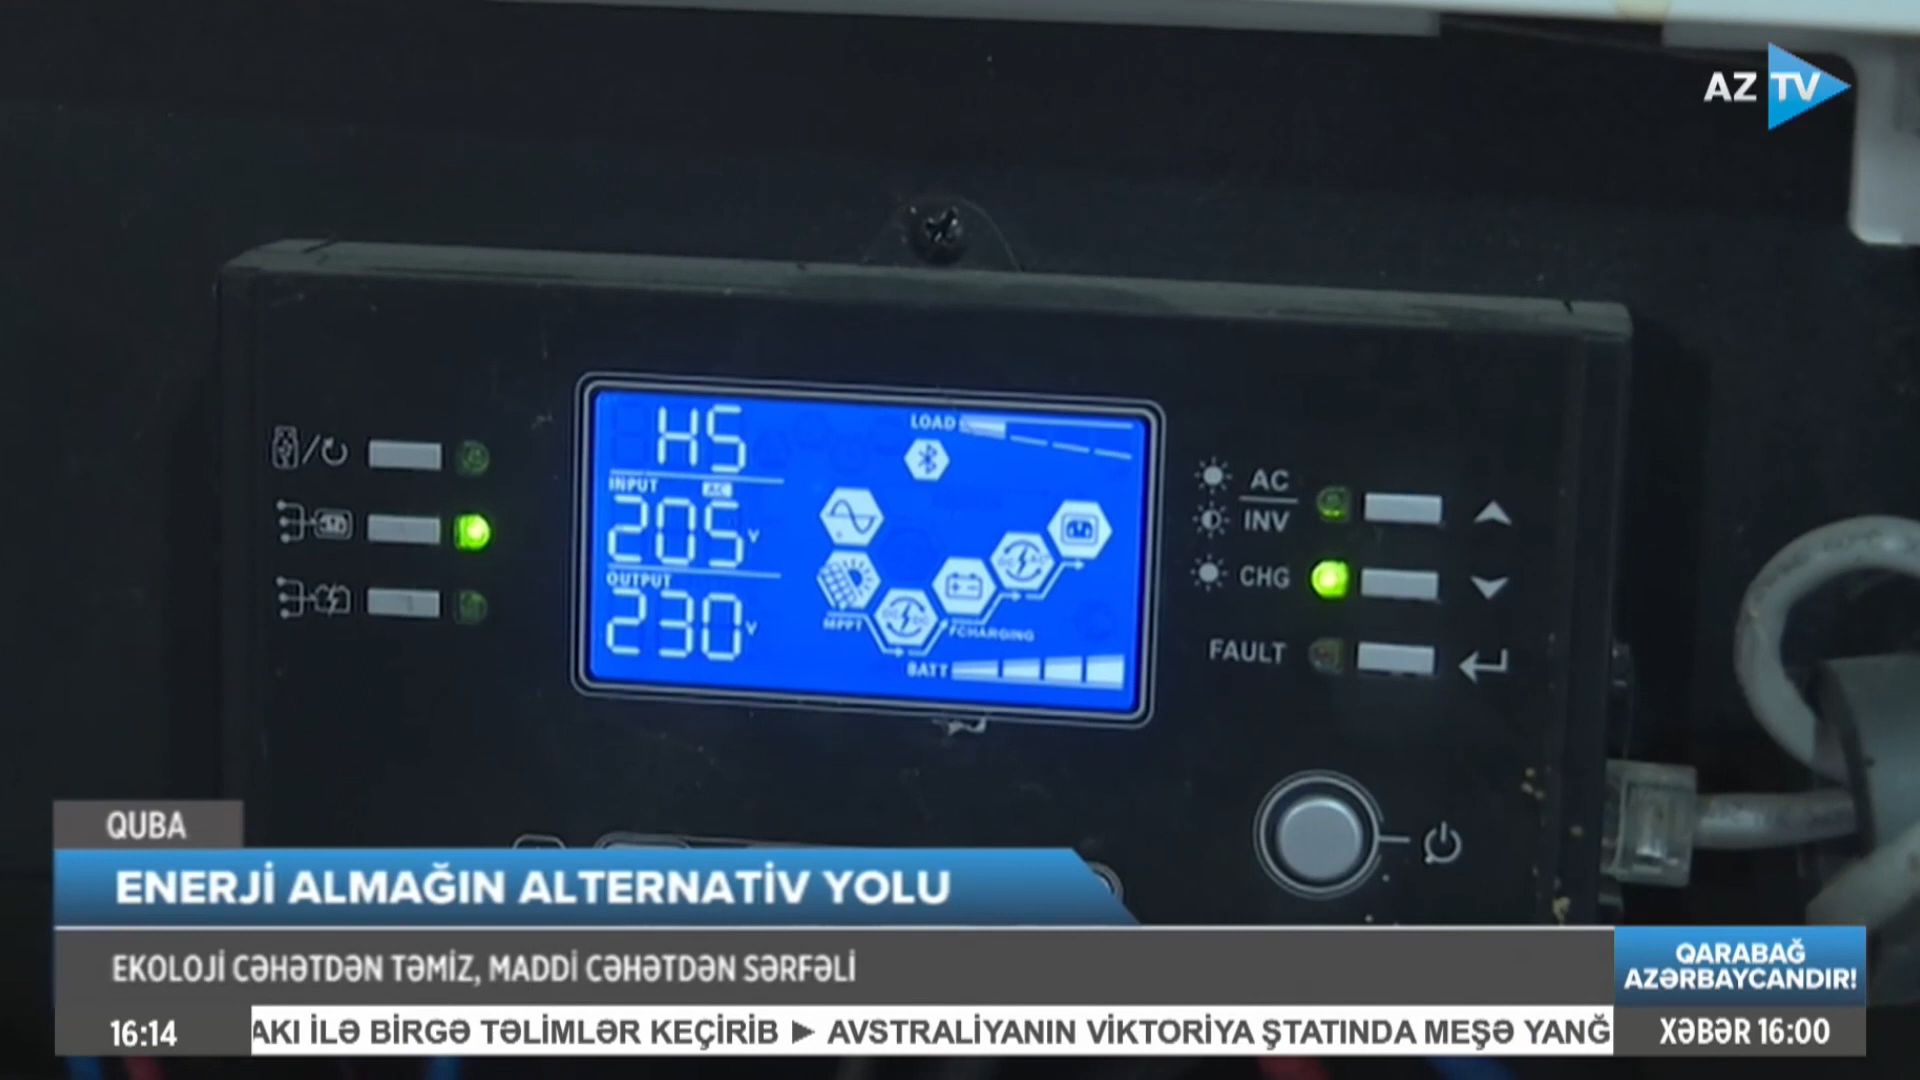 AZ TV
HS
LOAD
INPUT AC
205 V
OUTPUT
230 V
MPPT
CHARGING
BATT
AC
INV
CHG
FAULT
QUBA
ENERJİ ALMAĞIN ALTERNATİV YOLU
EKOLOJİ CƏHƏTDƏN TƏMİZ, MADDİ CƏHƏTDƏN SƏRFƏLİ
QARABAĞ
AZƏRBAYCANDIR!
16:14
AKI İLƏ BİRGƏ TƏLİMLƏR KEÇİRİB ► AVSTRALİYANIN VİKTORİYA ŞTATINDA MEŞƏ YANĞ
XƏBƏR 16:00